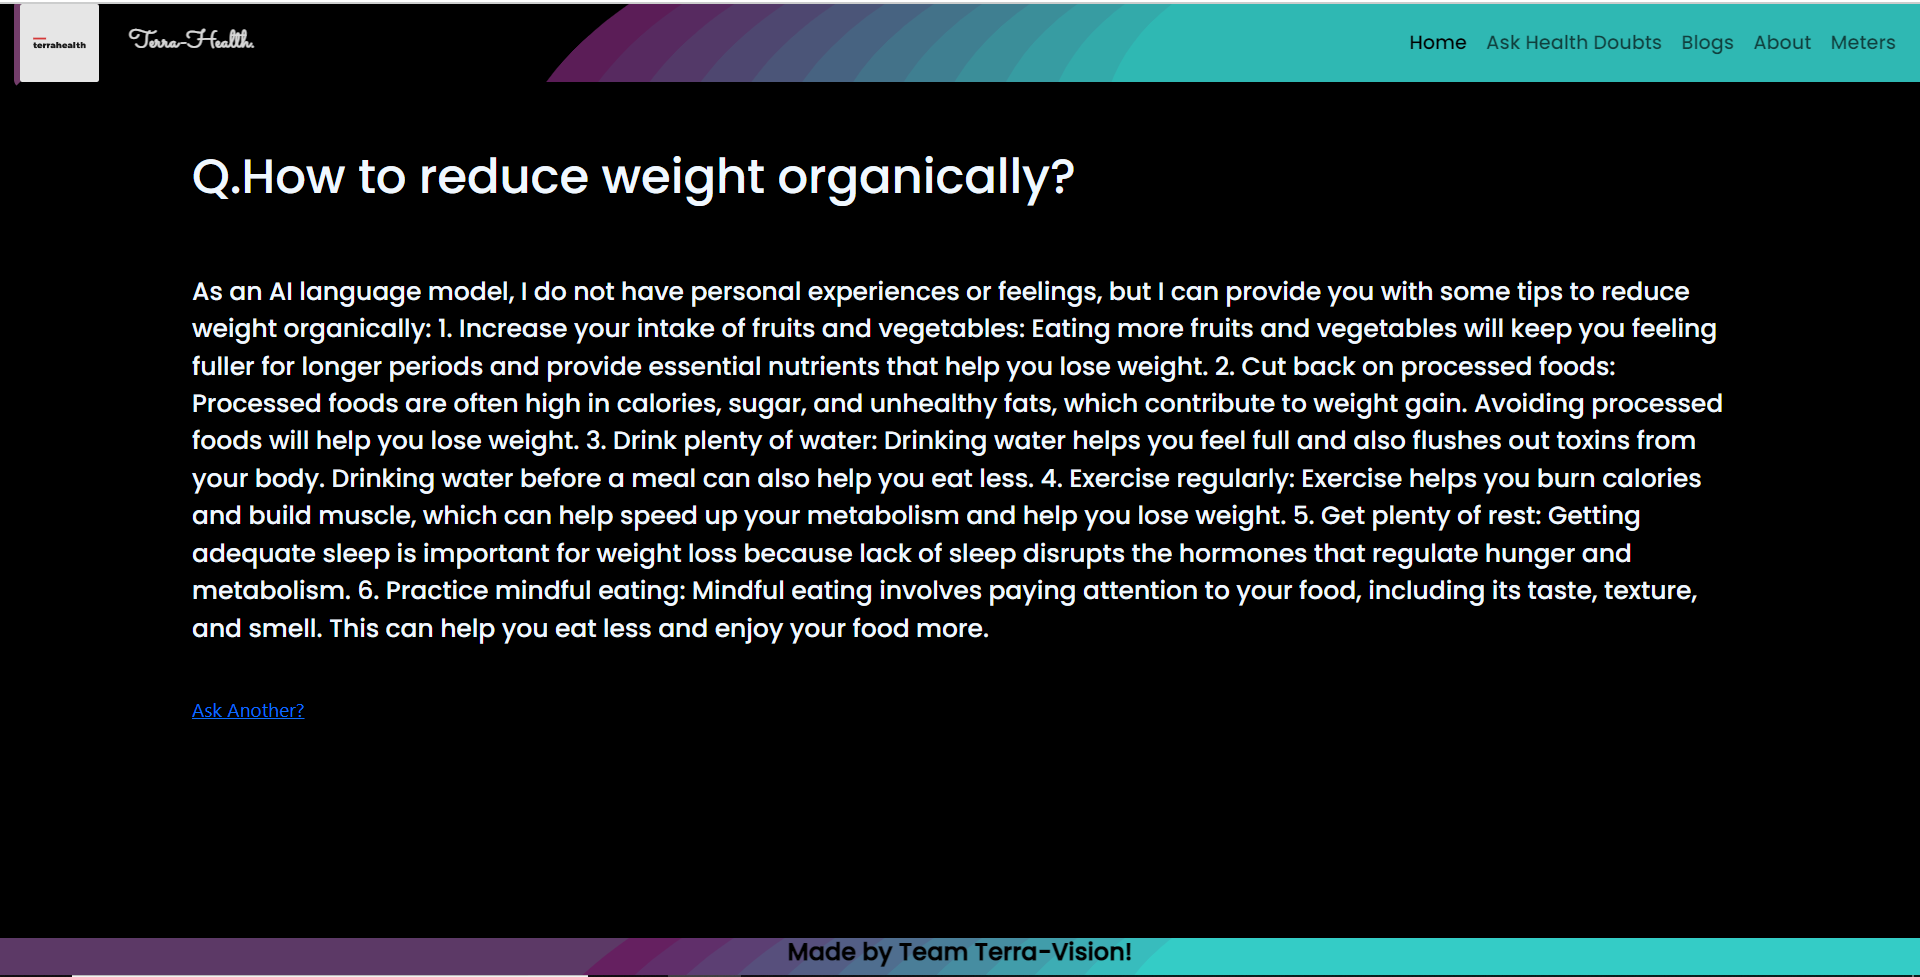 terrahealth
Terra-Health.
Home Ask Health Doubts Blogs About Meters
Q.How to reduce weight organically?
As an AI language model, I do not have personal experiences or feelings, but I can provide you with some tips to reduce
weight organically: 1. Increase your intake of fruits and vegetables: Eating more fruits and vegetables will keep you feeling
fuller for longer periods and provide essential nutrients that help you lose weight. 2. Cut back on processed foods:
Processed foods are often high in calories, sugar, and unhealthy fats, which contribute to weight gain. Avoiding processed
foods will help you lose weight. 3. Drink plenty of water: Drinking water helps you feel full and also flushes out toxins from
your body. Drinking water before a meal can also help you eat less. 4. Exercise regularly: Exercise helps you burn calories
and build muscle, which can help speed up your metabolism and help you lose weight. 5. Get plenty of rest: Getting
adequate sleep is important for weight loss because lack of sleep disrupts the hormones that regulate hunger and
metabolism. 6. Practice mindful eating: Mindful eating involves paying attention to your food, including its taste, texture,
and smell. This can help you eat less and enjoy your food more.
Ask Another?
Made by Team Terra-Vision!